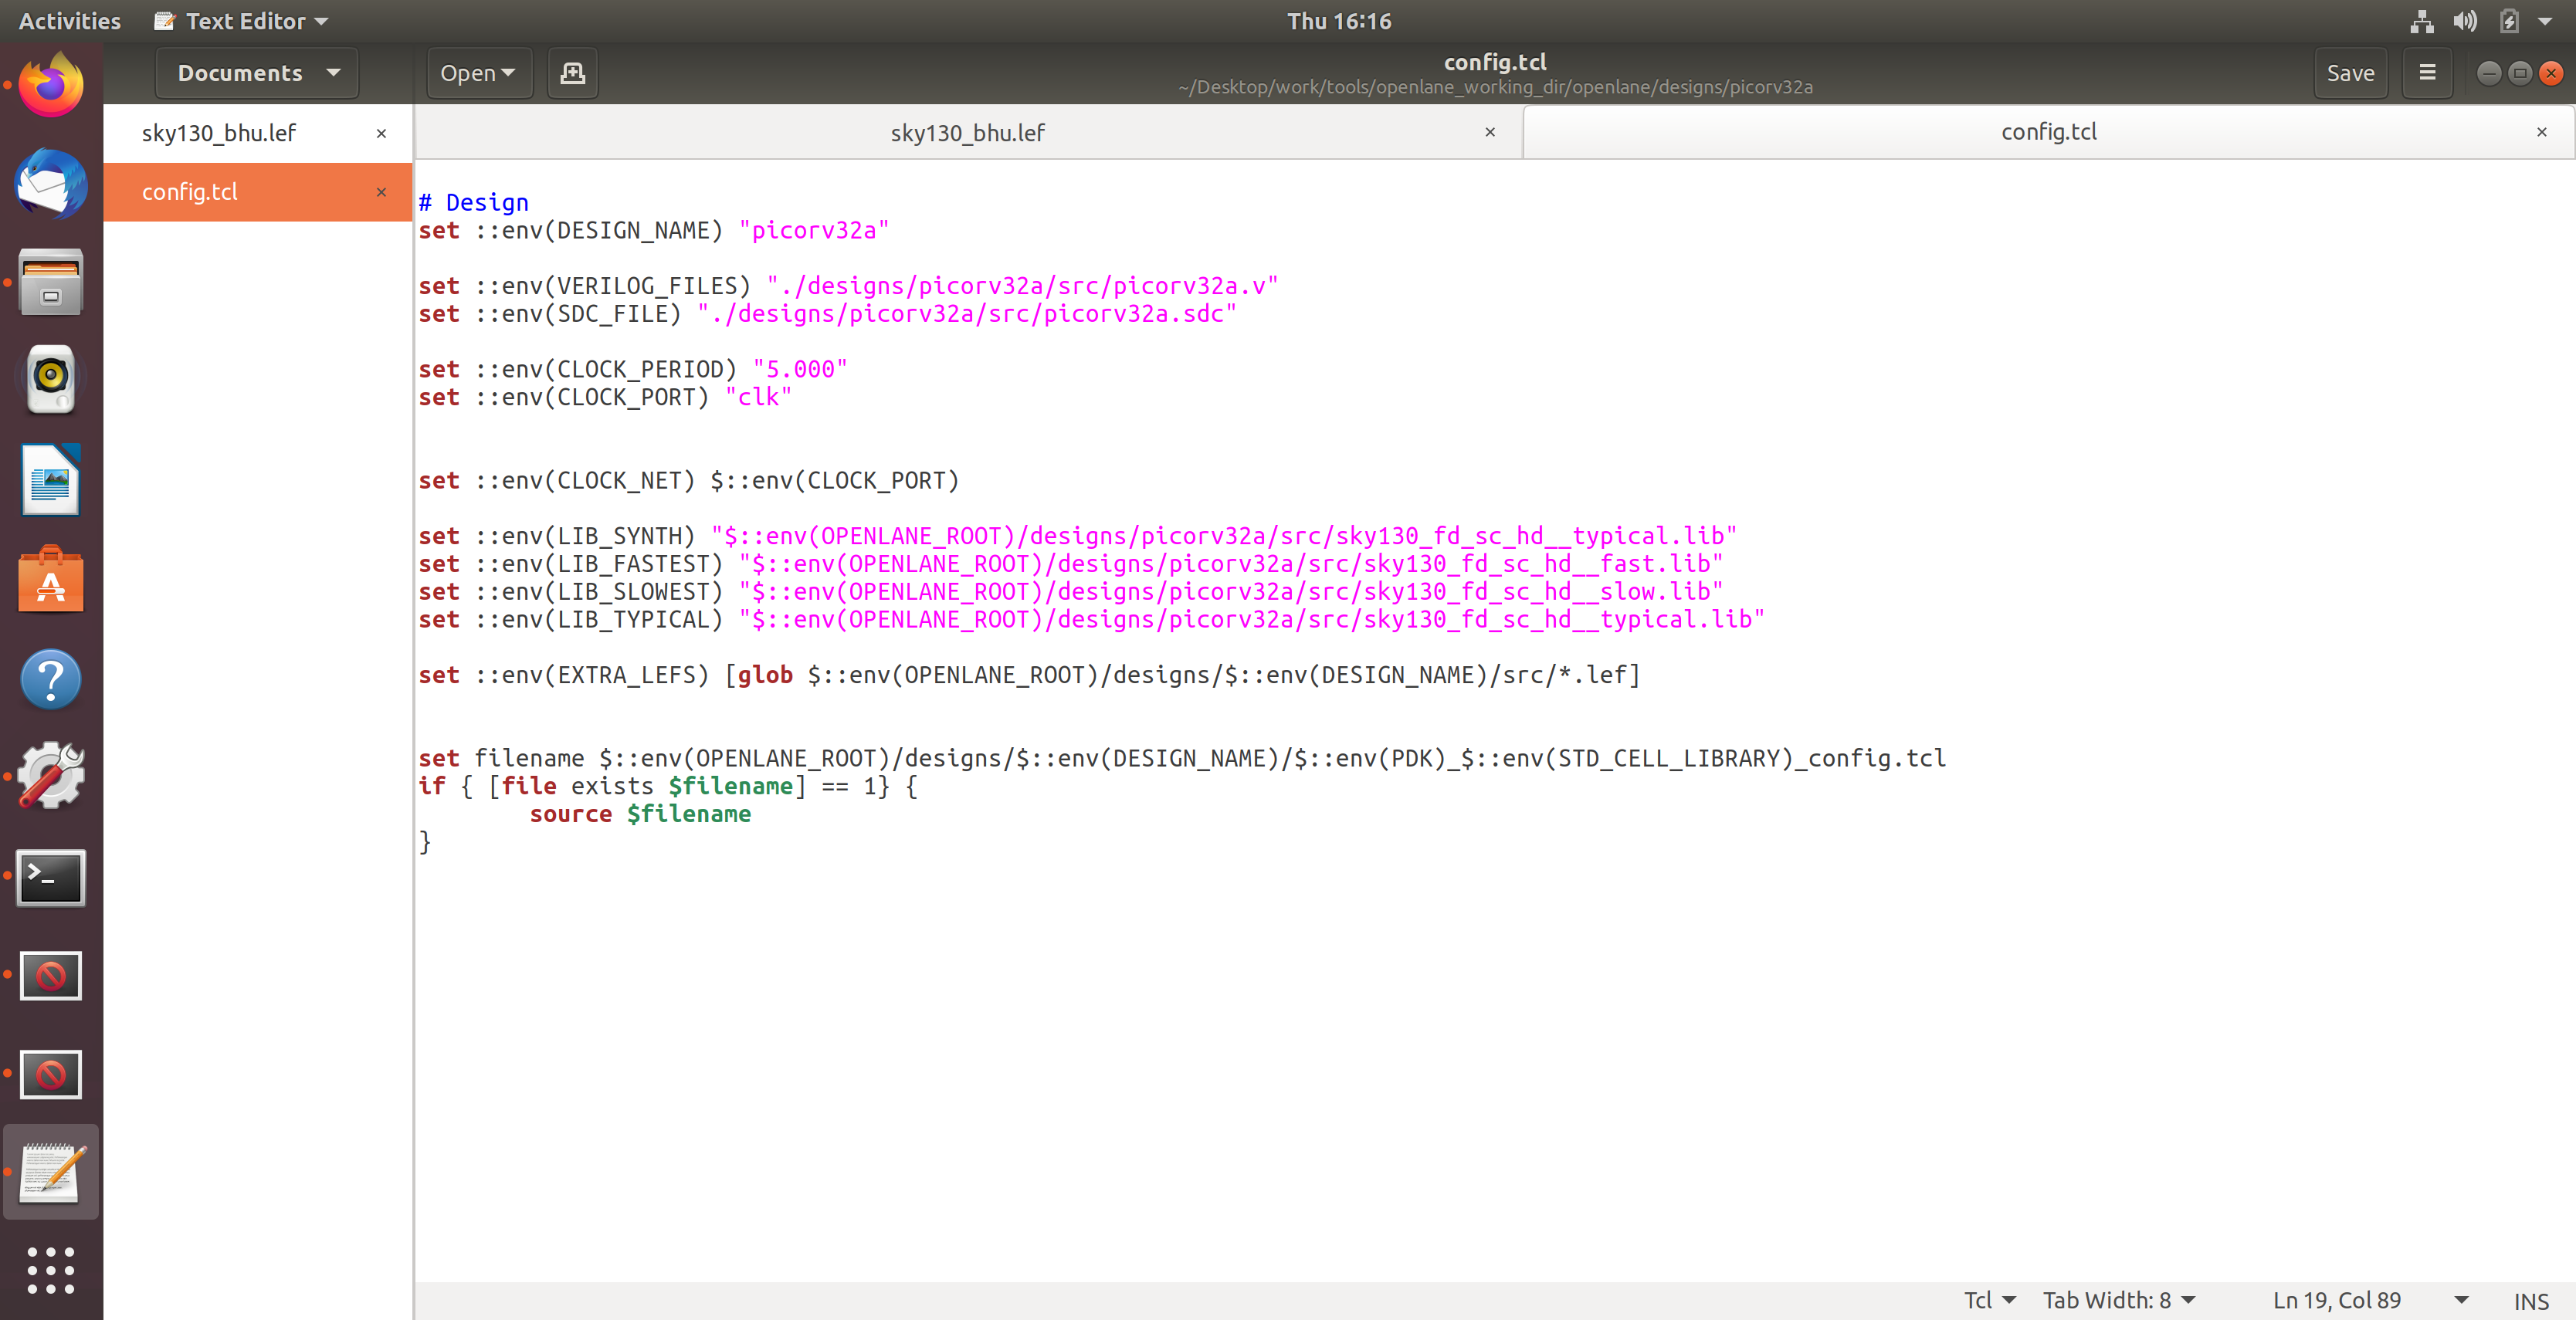 Activities Text Editor Thu 16:16
Documents Open config.tcl Save
~/Desktop/work/tools/openlane_working_dir/openlane/designs/picorv32a
sky130_bhu.lef
config.tcl
sky130_bhu.lef config.tcl
# Design
set ::env(DESIGN_NAME) "picorv32a"
set ::env(VERILOG_FILES) "./designs/picorv32a/src/picorv32a.v"
set ::env(SDC_FILE) "./designs/picorv32a/src/picorv32a.sdc"
set ::env(CLOCK_PERIOD) "5.000"
set ::env(CLOCK_PORT) "clk"
set ::env(CLOCK_NET) $::env(CLOCK_PORT)
set ::env(LIB_SYNTH) "$::env(OPENLANE_ROOT)/designs/picorv32a/src/sky130_fd_sc_hd__typical.lib"
set ::env(LIB_FASTEST) "$::env(OPENLANE_ROOT)/designs/picorv32a/src/sky130_fd_sc_hd__fast.lib"
set ::env(LIB_SLOWEST) "$::env(OPENLANE_ROOT)/designs/picorv32a/src/sky130_fd_sc_hd__slow.lib"
set ::env(LIB_TYPICAL) "$::env(OPENLANE_ROOT)/designs/picorv32a/src/sky130_fd_sc_hd__typical.lib"
set ::env(EXTRA_LEFS) [glob $::env(OPENLANE_ROOT)/designs/$::env(DESIGN_NAME)/src/*.lef]
set filename $::env(OPENLANE_ROOT)/designs/$::env(DESIGN_NAME)/$::env(PDK)_$::env(STD_CELL_LIBRARY)_config.tcl
if { [file exists $filename] == 1} {
        source $filename
}
Tcl Tab Width: 8 Ln 19, Col 89 INS